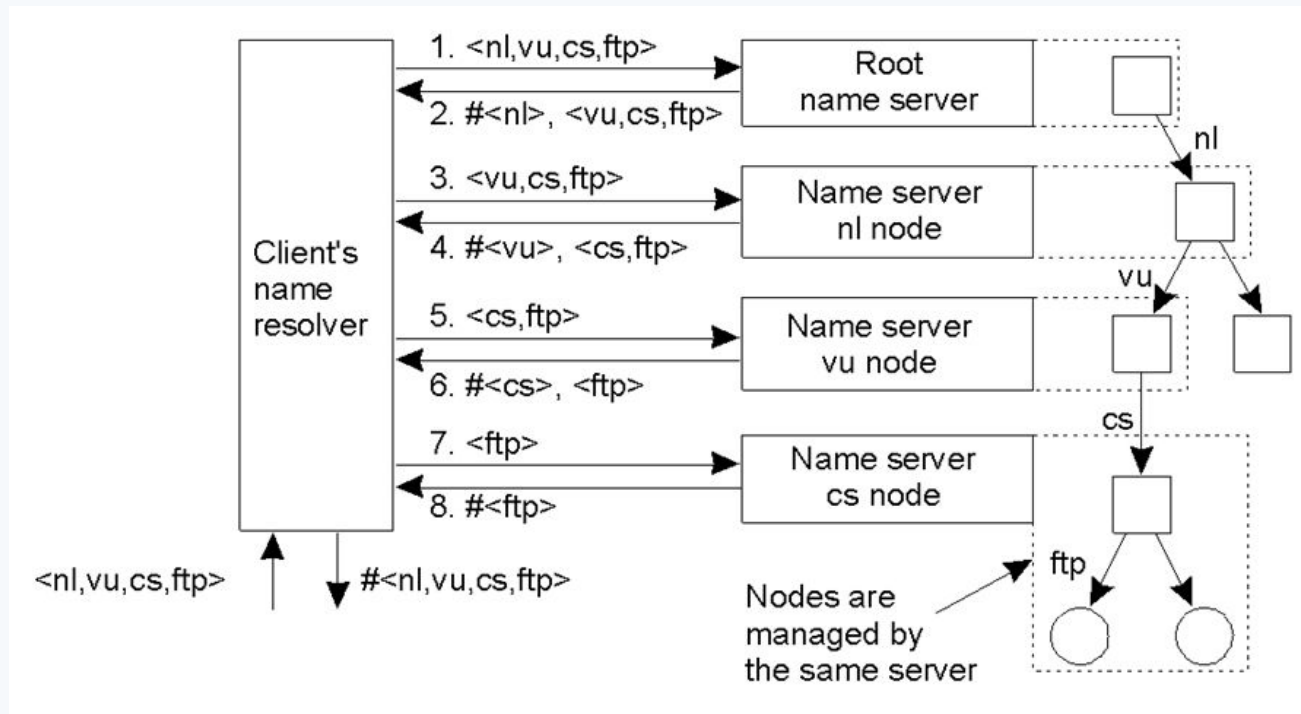 1. <nl,vu,cs,ftp>
Root
name server
2. #<nl>, <vu,cs,ftp>
nl
3. <vu,cs,ftp>
Name server
nl node
4. #<vu>, <cs,ftp>
Client's
name
resolver
vu
5. <cs,ftp>
Name server
vu node
6. #<cs>, <ftp>
cs
7. <ftp>
Name server
cs node
8. #<ftp>
<nl,vu,cs,ftp>
#<nl,vu,cs,ftp>
ftp
Nodes are
managed by
the same server